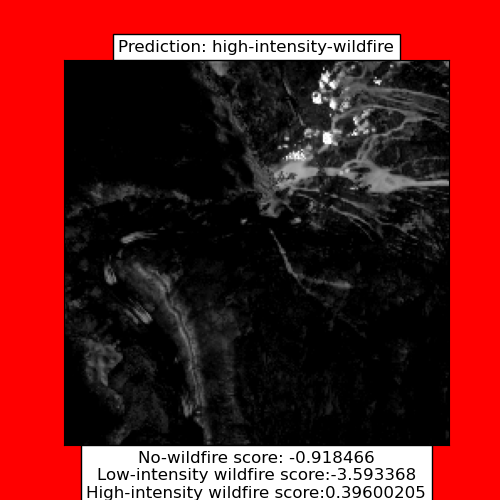 Prediction: high-intensity-wildfire
No-wildfire score: -0.918466
Low-intensity wildfire score:-3.593368
High-intensity wildfire score:0.39600205